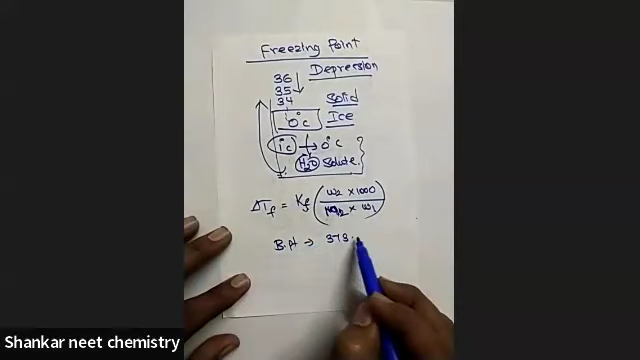 Freezing Point
36 Depression
35
34 Solid
0°c Ice
1°c → 0°c
H2O Solute.
ΔTf = Kf ( w2 x 1000 / M2 x w1 )
B.pt → 373.
Shankar neet chemistry